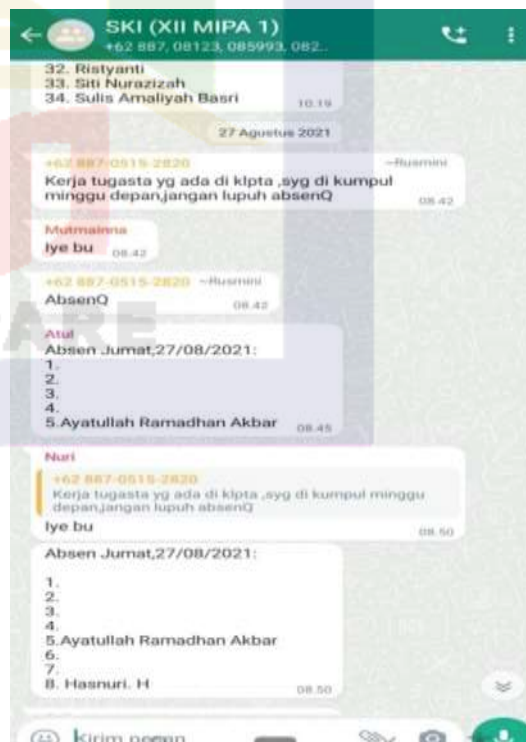 SKI (XII MIPA 1)
+62 887, 08123, 085993, 082..
32. Ristyanti
33. Siti Nurazizah
34. Sulis Amaliyah Basri
10.19
27 Agustus 2021
+62 887-0515-2820 ~Rusmini
Kerja tugasta yg ada di klpta ,syg di kumpul
minggu depan,jangan lupuh absenQ
08.42
Mutmainna
Iye bu 08.42
+62 887-0515-2820 ~Rusmini
AbsenQ
08.42
PARE
Atul
Absen Jumat,27/08/2021:
1.
2.
3.
4.
5.Ayatullah Ramadhan Akbar 08.45
Nuri
+62 887-0515-2820
Kerja tugasta yg ada di klpta ,syg di kumpul minggu
depan,jangan lupuh absenQ
Iye bu
08.50
Absen Jumat,27/08/2021:
1.
2.
3.
4.
5.Ayatullah Ramadhan Akbar
6.
7.
8. Hasnuri. H
08.50
Kirim pesan